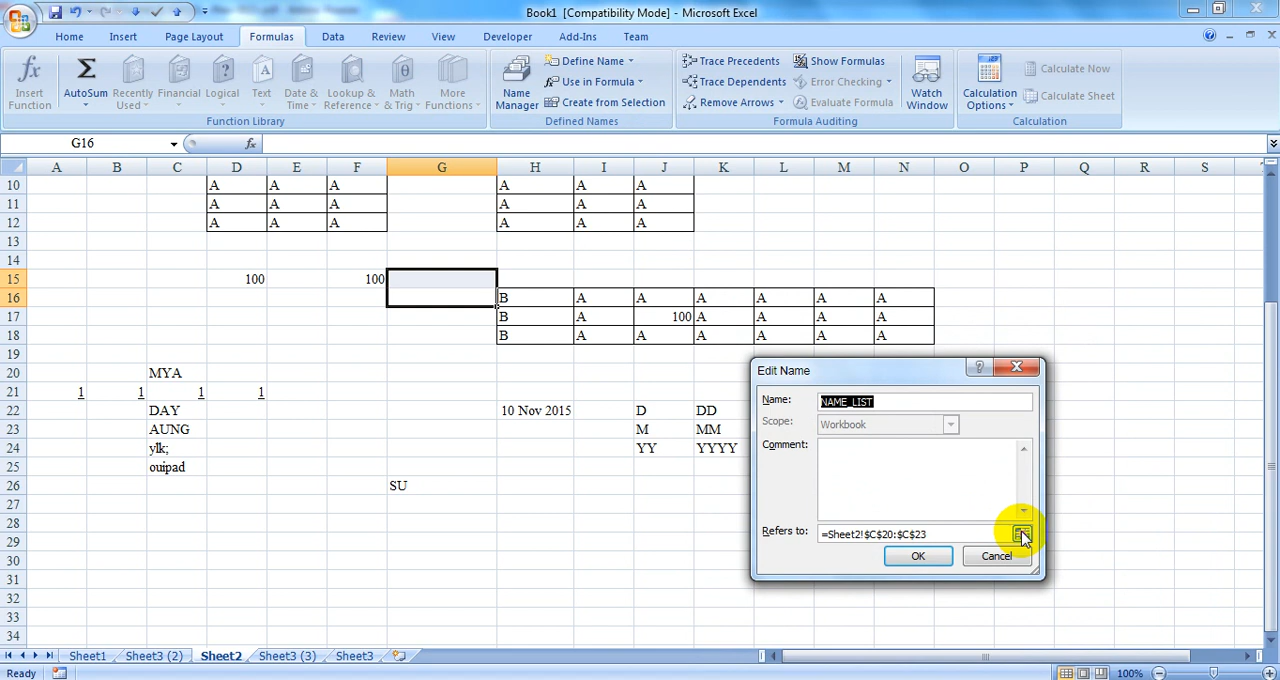 Book1 [Compatibility Mode] - Microsoft Excel
Home Insert Page Layout Formulas Data Review View Developer Add-Ins Team
Insert Function
AutoSum
Recently Used
Financial
Logical
Text
Date & Time
Lookup & Reference
Math & Trig
More Functions
Function Library
Name Manager
Define Name
Use in Formula
Create from Selection
Defined Names
Trace Precedents
Trace Dependents
Remove Arrows
Show Formulas
Error Checking
Evaluate Formula
Formula Auditing
Watch Window
Calculation Options
Calculate Now
Calculate Sheet
Calculation
G16 fx
A B C D E F G H I J K L M N O P Q R S
10 A A A A A A
11 A A A A A A
12 A A A A A A
13
14
15 100 100
16 B A A A A A A
17 B A 100 A A A A
18 B A A A A A A
19
20 MYA
21 1 1 1 1
22 DAY 10 Nov 2015 D DD
23 AUNG M MM
24 ylk; YY YYYY
25 ouipad
26 SU
27
28
29
30
31
32
33
34
Edit Name
Name: NAME_LIST
Scope: Workbook
Comment:
Refers to: =Sheet2!$C$20:$C$23
OK Cancel
Sheet1 Sheet3 (2) Sheet2 Sheet3 (3) Sheet3
Ready 100%